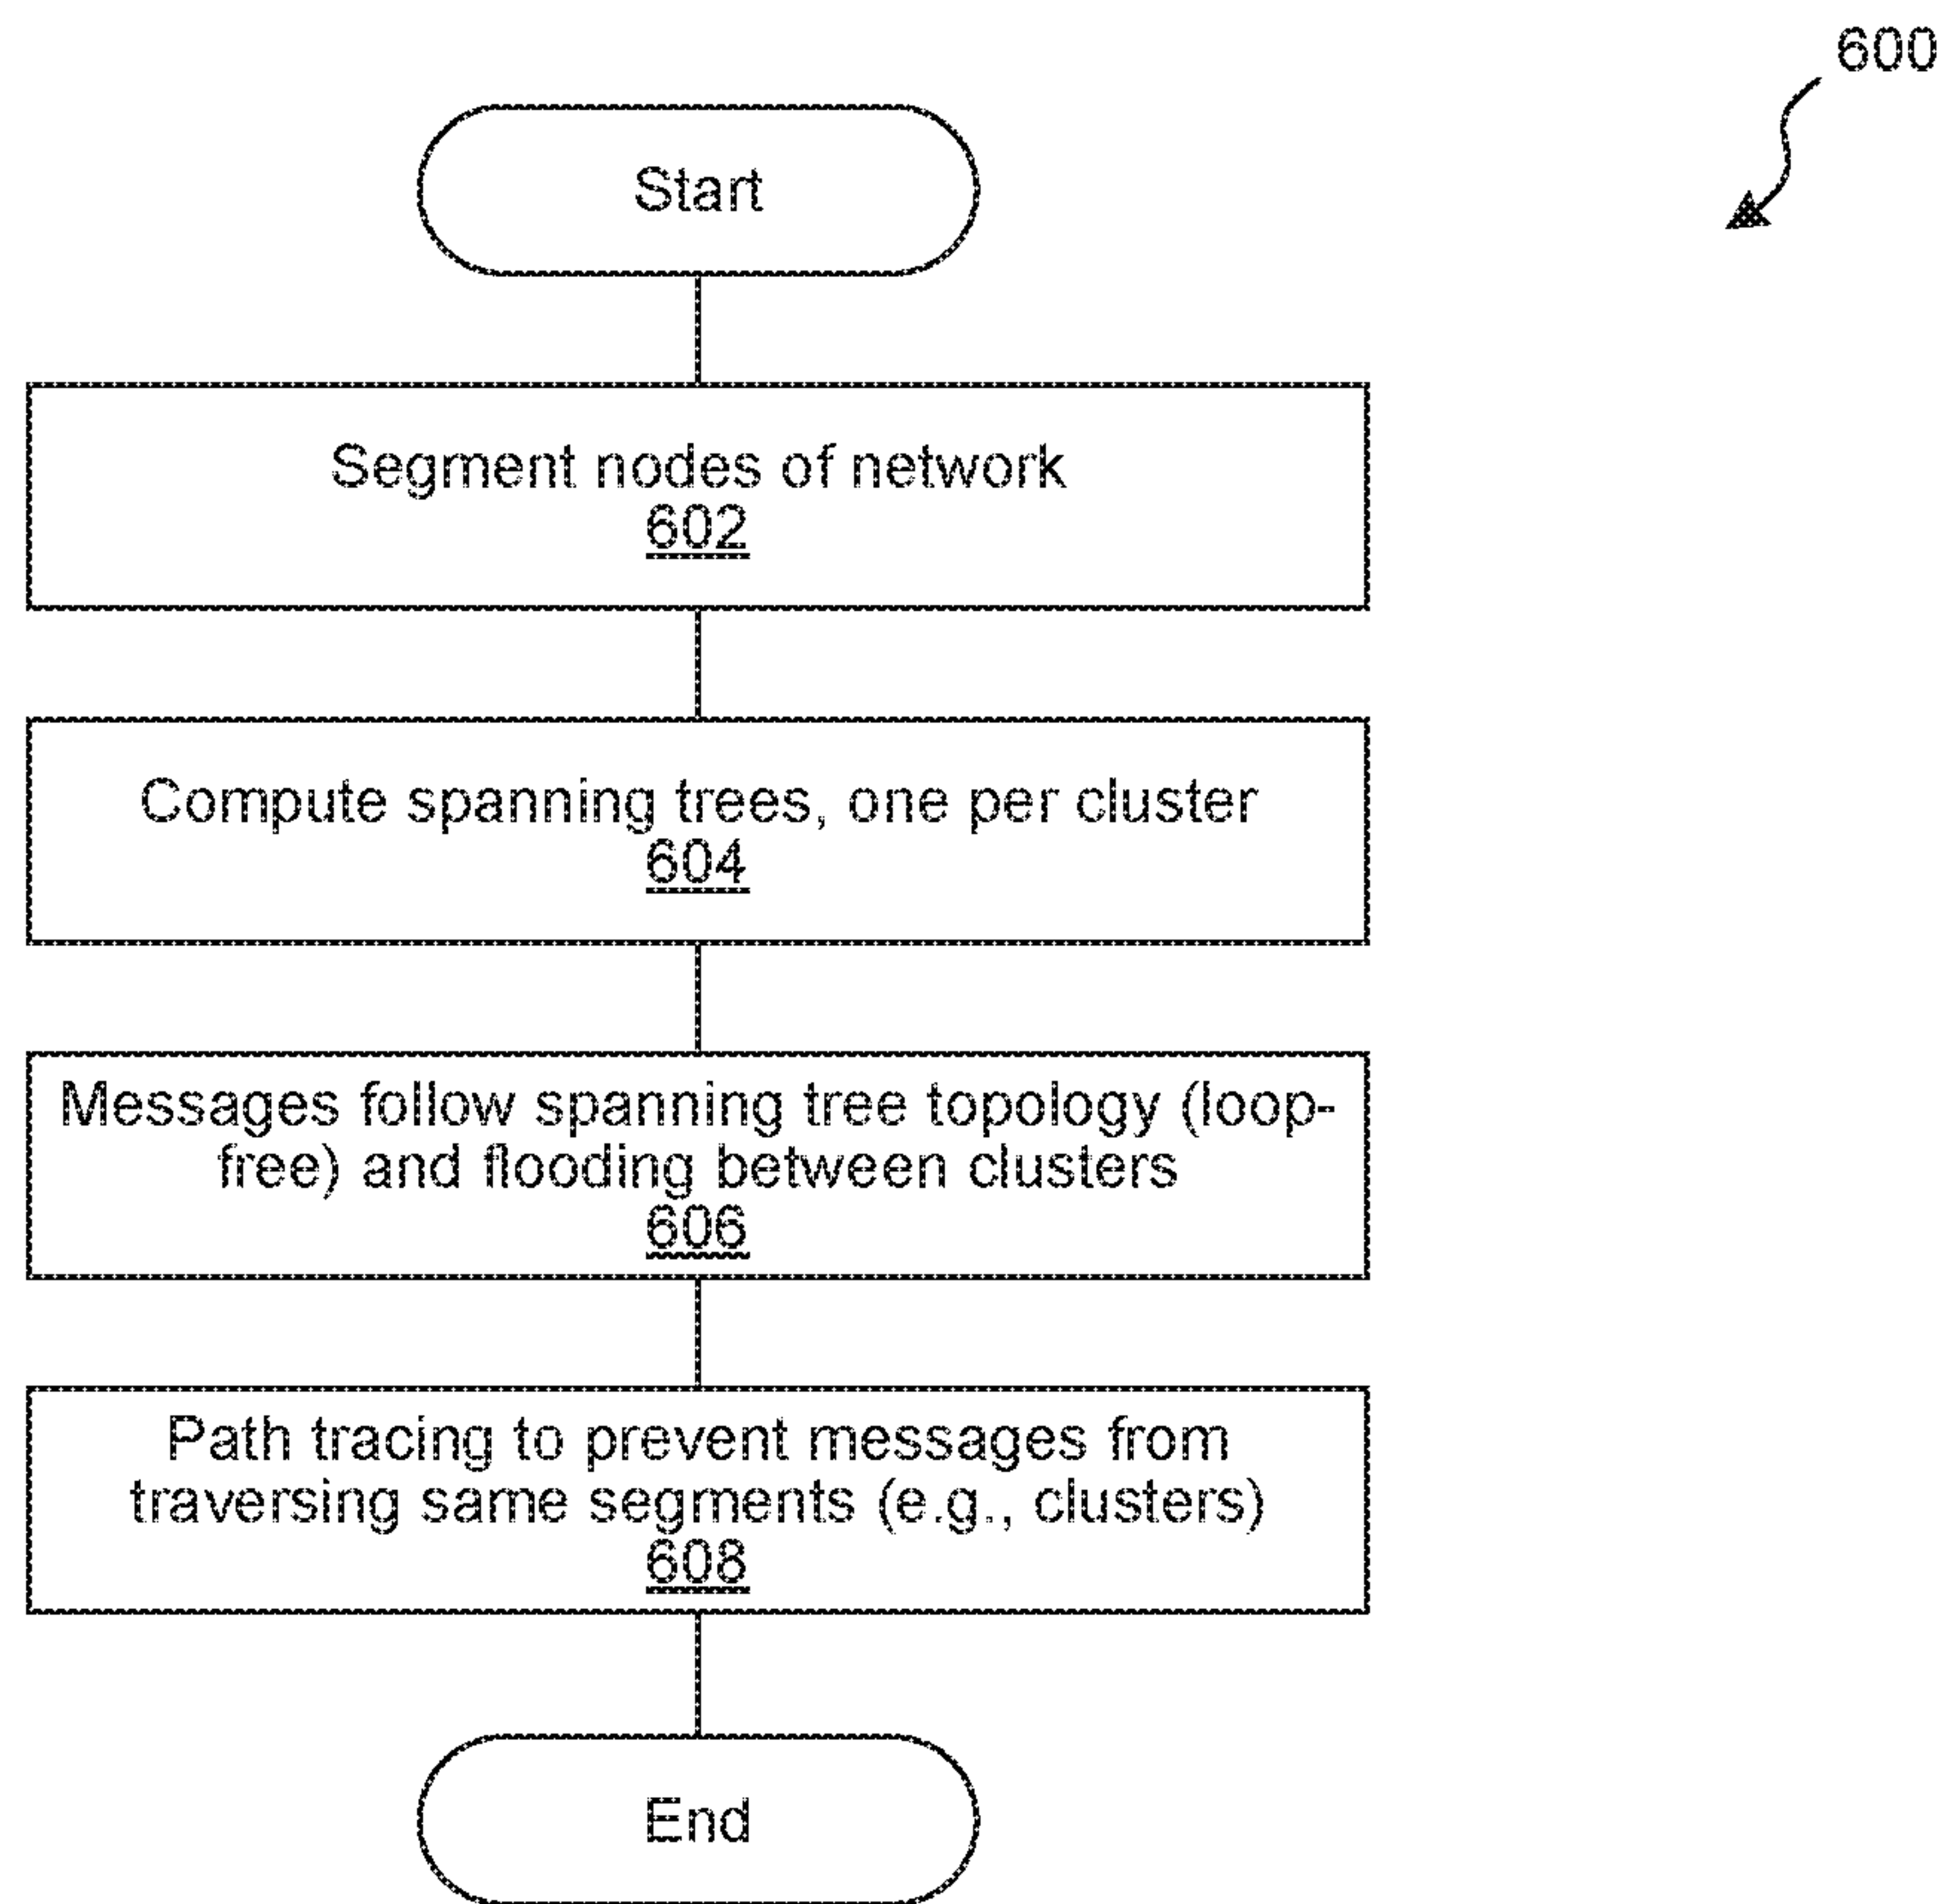 600
Start
Segment nodes of network
602
Compute spanning trees, one per cluster
604
Messages follow spanning tree topology (loop-
free) and flooding between clusters
606
Path tracing to prevent messages from
traversing same segments (e.g., clusters)
608
End